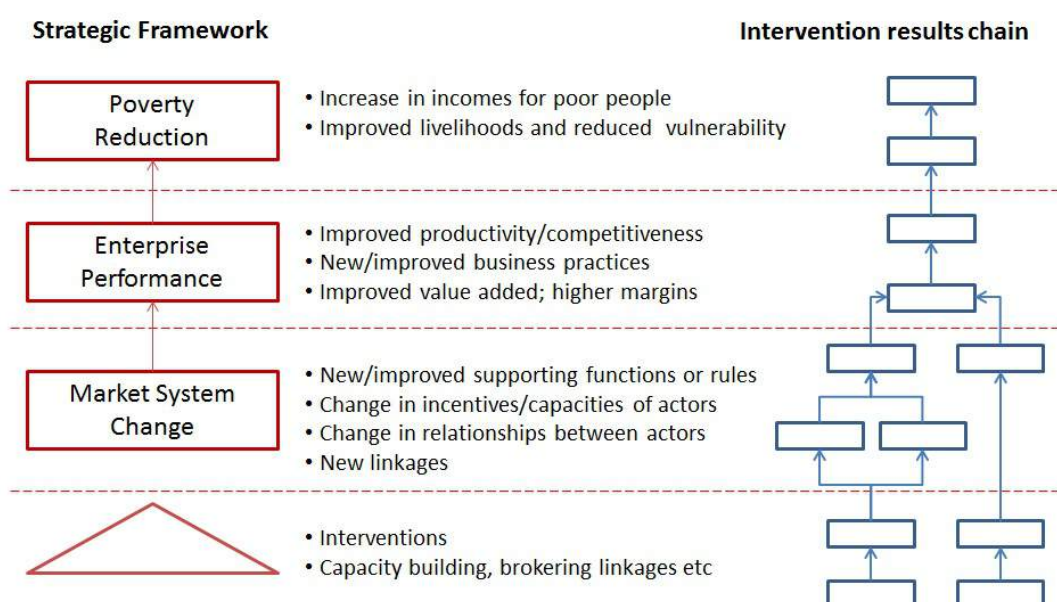 Strategic Framework
Intervention results chain
Poverty
Reduction
• Increase in incomes for poor people
• Improved livelihoods and reduced vulnerability
Enterprise
Performance
• Improved productivity/competitiveness
• New/improved business practices
• Improved value added; higher margins
Market System
Change
• New/improved supporting functions or rules
• Change in incentives/capacities of actors
• Change in relationships between actors
• New linkages
• Interventions
• Capacity building, brokering linkages etc